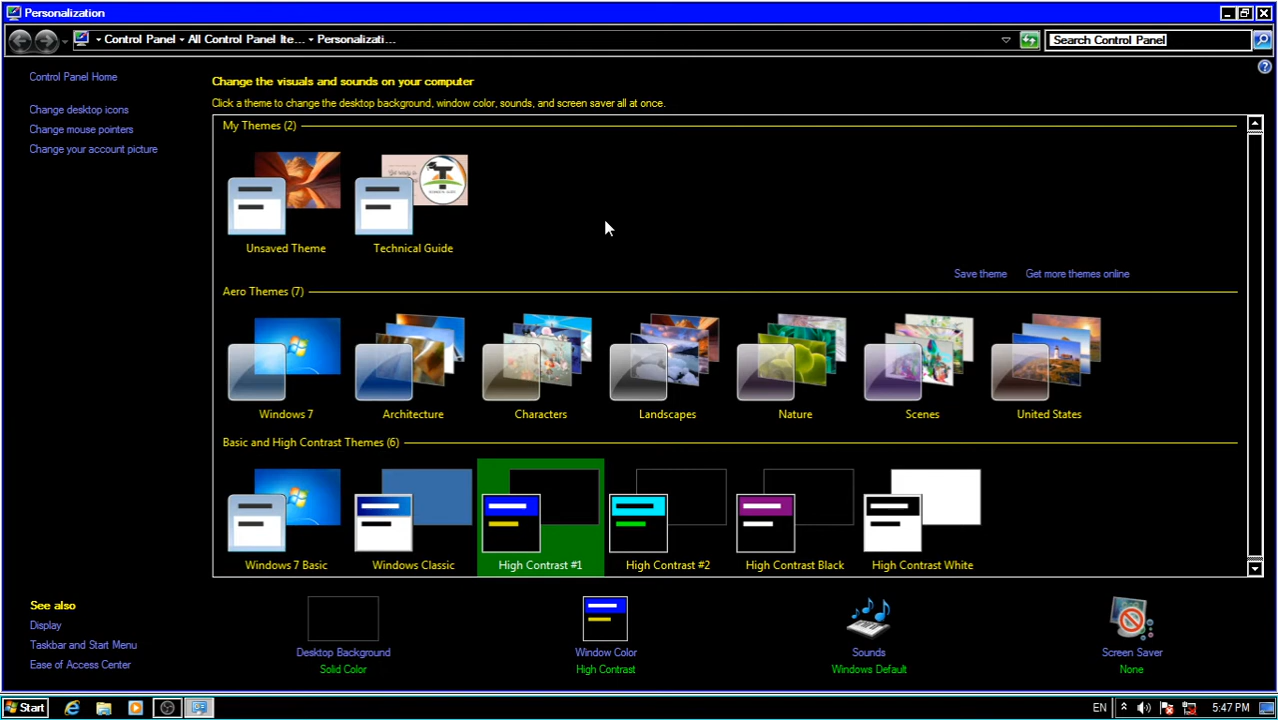 Personalization
Control Panel
All Control Panel Ite...
Personalizati...
Search Control Panel
Control Panel Home
Change desktop icons
Change mouse pointers
Change your account picture
Change the visuals and sounds on your computer
Click a theme to change the desktop background, window color, sounds, and screen saver all at once.
My Themes (2)
Unsaved Theme
Technical Guide
Save theme
Get more themes online
Aero Themes (7)
Windows 7
Architecture
Characters
Landscapes
Nature
Scenes
United States
Basic and High Contrast Themes (6)
Windows 7 Basic
Windows Classic
High Contrast #1
High Contrast #2
High Contrast Black
High Contrast White
See also
Display
Taskbar and Start Menu
Ease of Access Center
Desktop Background
Solid Color
Window Color
High Contrast
Sounds
Windows Default
Screen Saver
None
Start
EN
5:47 PM